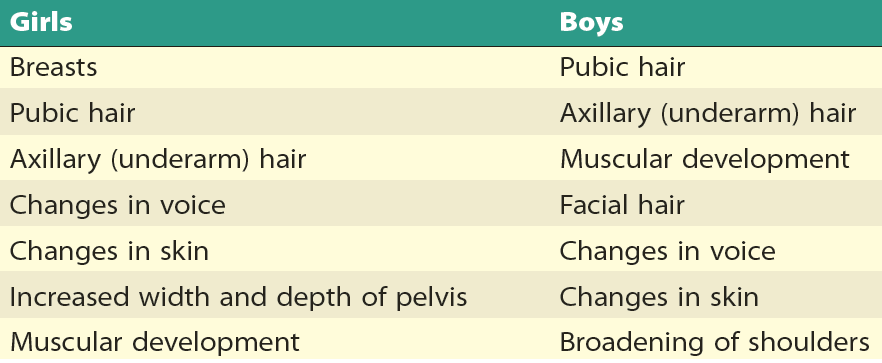 Girls Boys
Breasts Pubic hair
Pubic hair Axillary (underarm) hair
Axillary (underarm) hair Muscular development
Changes in voice Facial hair
Changes in skin Changes in voice
Increased width and depth of pelvis Changes in skin
Muscular development Broadening of shoulders